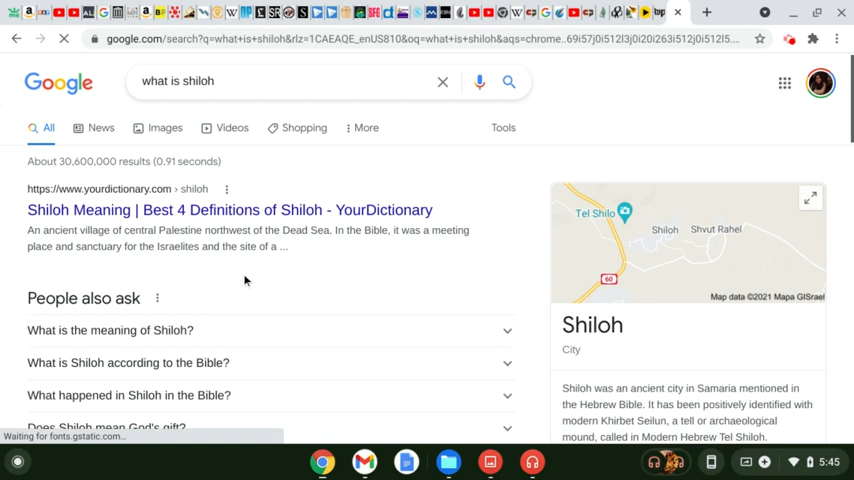 google.com/search?q=what+is+shiloh&rlz=1CAEAQE_enUS810&oq=what+is+shiloh&aqs=chrome..69i57j0i512l3j0i20i263i512j0i512j0i5...
Google
what is shiloh
All
News
Images
Videos
Shopping
More
Tools
About 30,600,000 results (0.91 seconds)
https://www.yourdictionary.com › shiloh
Shiloh Meaning | Best 4 Definitions of Shiloh - YourDictionary
An ancient village of central Palestine northwest of the Dead Sea. In the Bible, it was a meeting
place and sanctuary for the Israelites and the site of a ...
People also ask
What is the meaning of Shiloh?
What is Shiloh according to the Bible?
What happened in Shiloh in the Bible?
Does Shiloh mean God's gift?
Waiting for fonts.gstatic.com...
Tel Shilo
Shiloh
Shvut Rahel
60
Map data ©2021 Mapa GISrael
Shiloh
City
Shiloh was an ancient city in Samaria mentioned in
the Hebrew Bible. It has been positively identified with
modern Khirbet Seilun, a tell or archaeological
mound, called in Modern Hebrew Tel Shiloh.
5:45